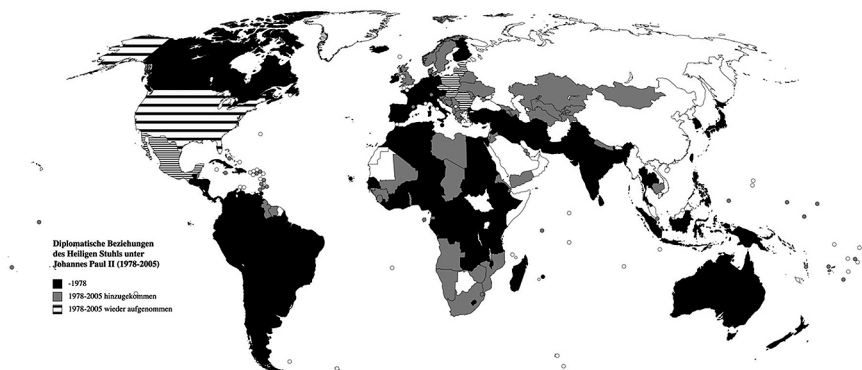 Diplomatische Beziehungen
des Heiligen Stuhls unter
Johannes Paul II (1978-2005)
-1978
1978-2005 hinzugekommen
1978-2005 wieder aufgenommen